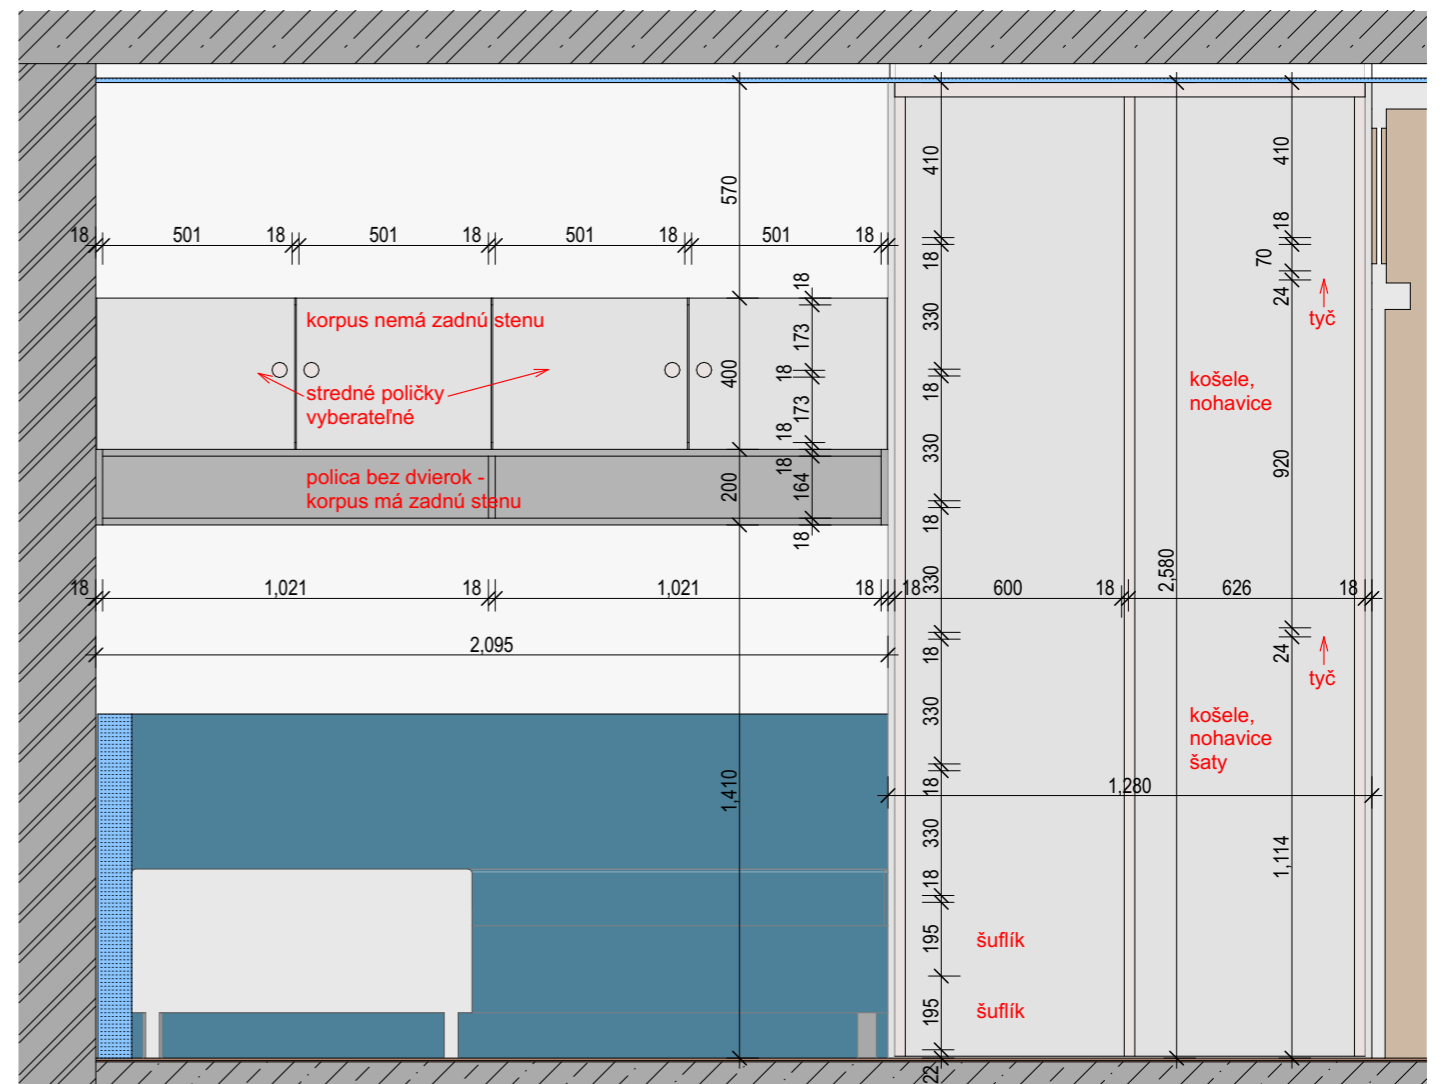 570
410
410
18 501 18 501 18 501 18 501 18
18
18
70
24
tyč
18
330
korpus nemá zadnú stenu
173
400
18
18
stredné poličky
vyberateľné
173
košele,
nohavice
18
330
920
polica bez dvierok -
korpus má zadnú stenu
200
18
164
18
18
330
2,580
18 1,021 18 1,021 18 18 600 18 626 18
2,095
18
24
tyč
330
košele,
nohavice
šaty
1,410
18
1,280
330
1,114
18
195
šuflík
195
šuflík
22